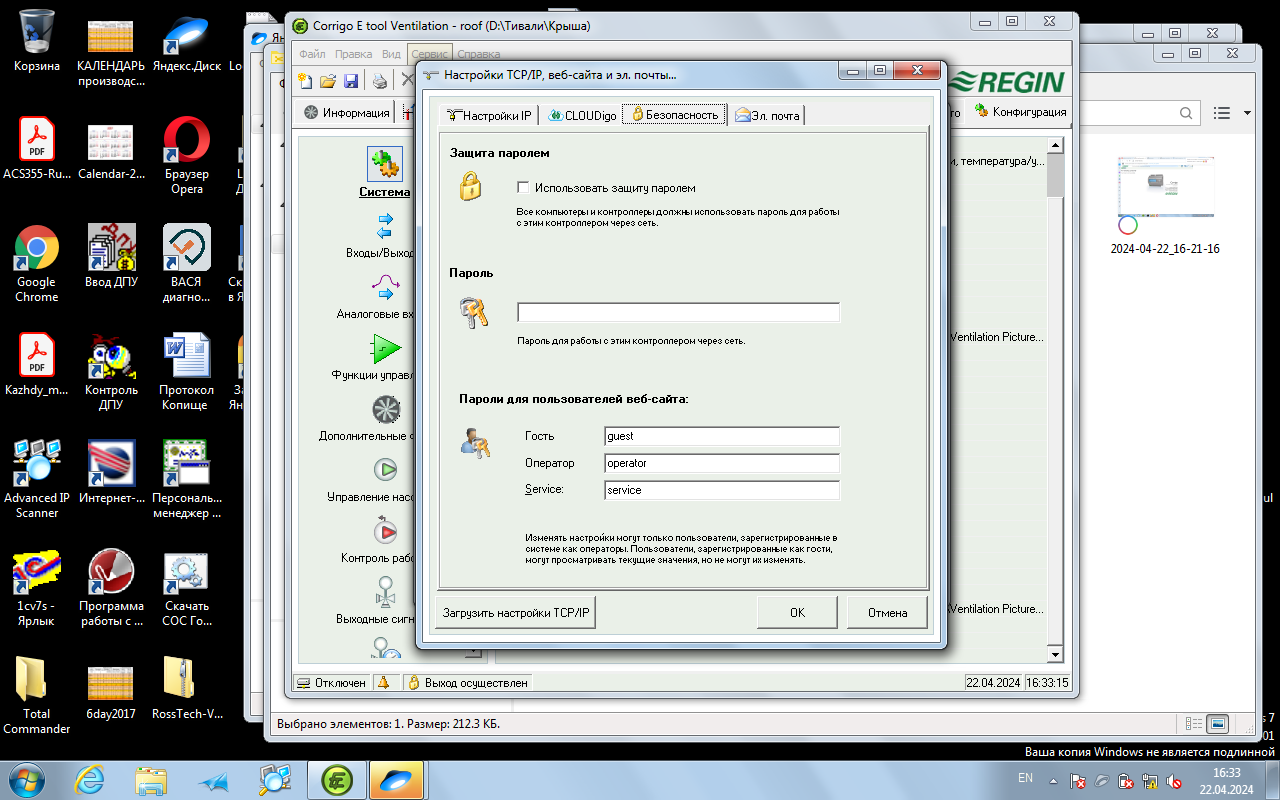 Корзина
КАЛЕНДАРЬ
производс...
Яндекс.Диск
ACS355-Ru...
Calendar-2...
Браузер
Opera
Google
Chrome
Ввод ДПУ
ВАСЯ
диагно...
Kazhdy_m...
Контроль
ДПУ
Протокол
Копище
Advanced IP
Scanner
Интернет-...
Персональ...
менеджер ...
1cv7s -
Ярлык
Программа
работы с ...
Скачать
СОС Го...
Total
Commander
6day2017
RossTech-V...
Corrigo E tool Ventilation - roof (D:\Тивали\Крыша)
Файл Правка Вид Сервис Справка
REGIN
Информация
Конфигурация
Система
Входы/Выход
Аналоговые вх
Функции управл
Дополнительные ф
Управление насо
Контроль рабо
Выходные сигн
, температура/у...
Ventilation Picture...
Ventilation Picture...
Отключен
Выход осуществлен
22.04.2024 16:33:15
Настройки TCP/IP, веб-сайта и эл. почты...
Настройки IP
CLOUDigo
Безопасность
Эл. почта
Защита паролем
Использовать защиту паролем
Все компьютеры и контроллеры должны использовать пароль для работы
с этим контроллером через сеть.
Пароль
Пароль для работы с этим контроллером через сеть.
Пароли для пользователей веб-сайта:
Гость guest
Оператор operator
Service: service
Изменять настройки могут только пользователи, зарегистрированные в
системе как операторы. Пользователи, зарегистрированные как гости,
могут просматривать текущие значения, но не могут их изменять.
Загрузить настройки TCP/IP
OK
Отмена
2024-04-22_16-21-16
Выбрано элементов: 1. Размер: 212.3 КБ.
Ваша копия Windows не является подлинной
EN
16:33
22.04.2024